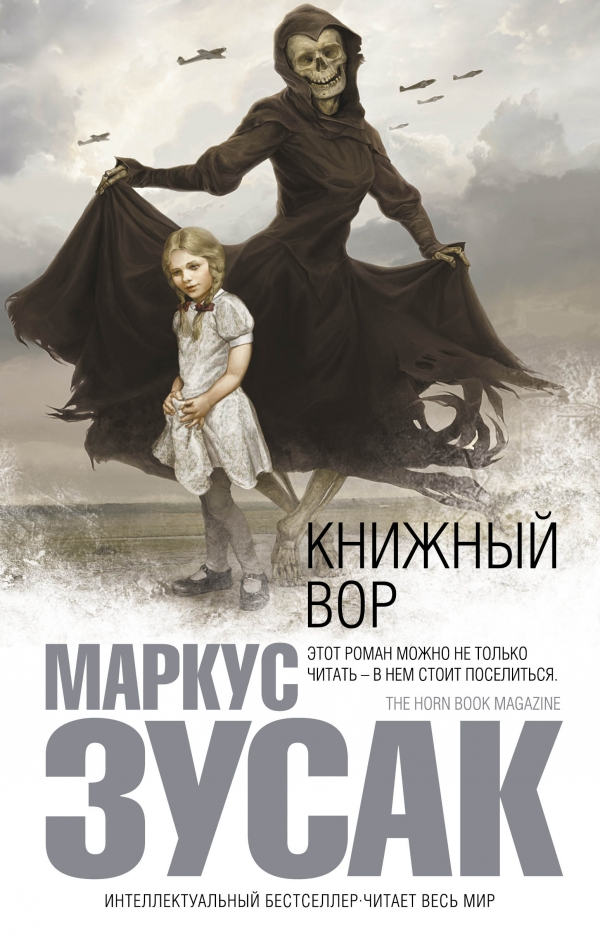 КНИЖНЫЙ
ВОР
МАРКУС
ЗУСАК
ЭТОТ РОМАН МОЖНО НЕ ТОЛЬКО
ЧИТАТЬ – В НЕМ СТОИТ ПОСЕЛИТЬСЯ.
THE HORN BOOK MAGAZINE
ИНТЕЛЛЕКТУАЛЬНЫЙ БЕСТСЕЛЛЕР·ЧИТАЕТ ВЕСЬ МИР